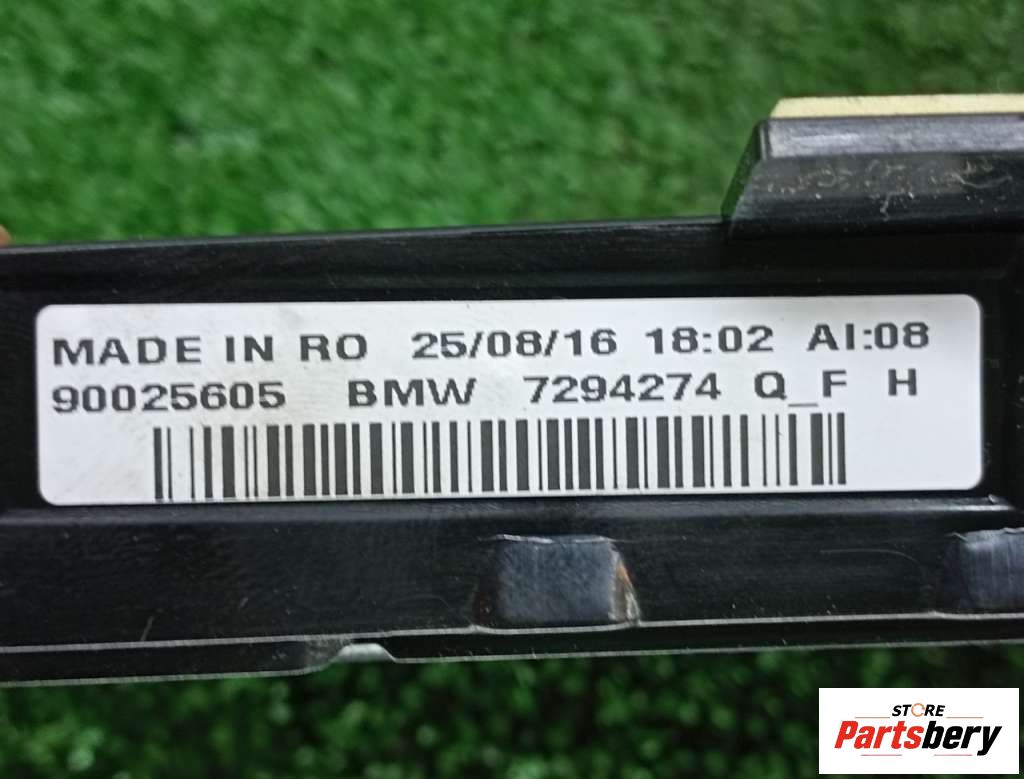 MADE IN RO 25/08/16 18:02 AI:08
90025605 BMW 7294274 Q_F H
STORE
Partsbery